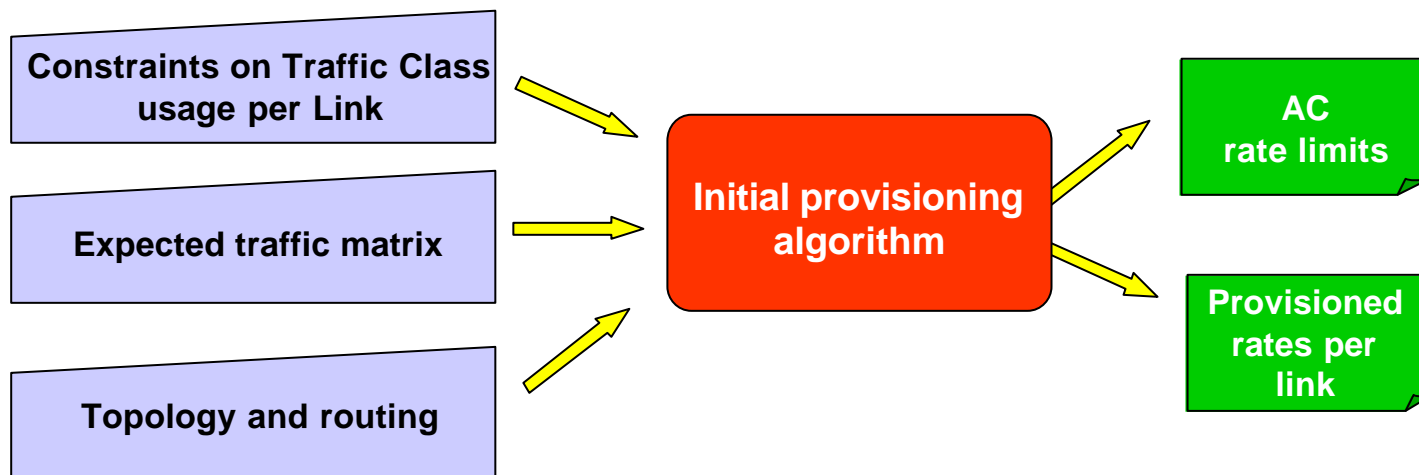 Constraints on Traffic Class
usage per Link
Expected traffic matrix
Topology and routing
Initial provisioning
algorithm
AC
rate limits
Provisioned
rates per
link